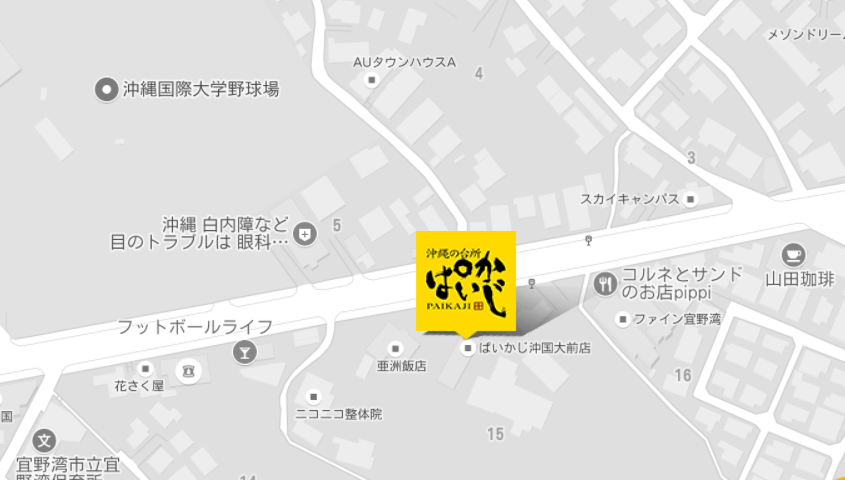 メゾンドリーム
AUタウンハウスA
4
沖縄国際大学野球場
3
スカイキャンパス
沖縄 白内障など
目のトラブルは 眼科…
5
沖縄の台所
ぱいかじ
PAIKAJI
コルネとサンド
のお店pippi
山田珈琲
フットボールライフ
ファイン宜野湾
ぱいかじ沖国大前店
亜洲飯店
花さく屋
16
ニコニコ整体院
国
15
文
宜野湾市立宜